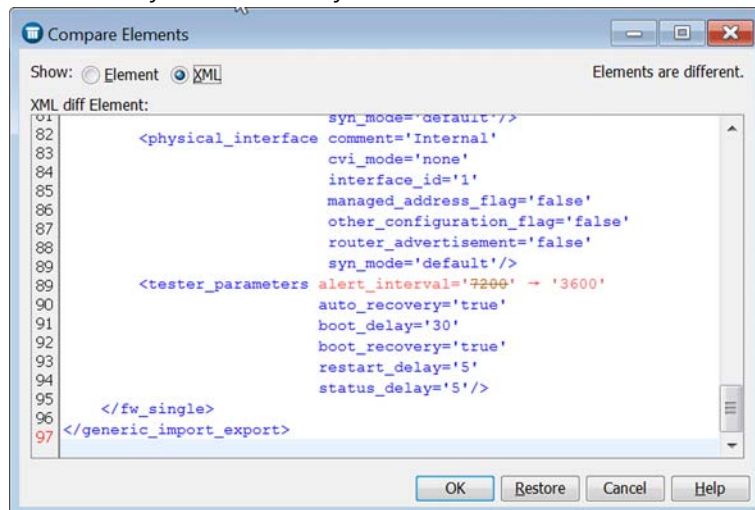 Compare Elements
Show: Element XML Elements are different.
XML diff Element:
81 syn_mode='default'/>
82 <physical_interface comment='Internal'
83 cvi_mode='none'
84 interface_id='1'
85 managed_address_flag='false'
86 other_configuration_flag='false'
87 router_advertisement='false'
88 syn_mode='default'/>
89 <tester_parameters alert_interval='7200' → '3600'
89 auto_recovery='true'
90 boot_delay='30'
91 boot_recovery='true'
92 restart_delay='5'
93 status_delay='5'/>
94 </fw_single>
95 </generic_import_export>
96
97
OK Restore Cancel Help